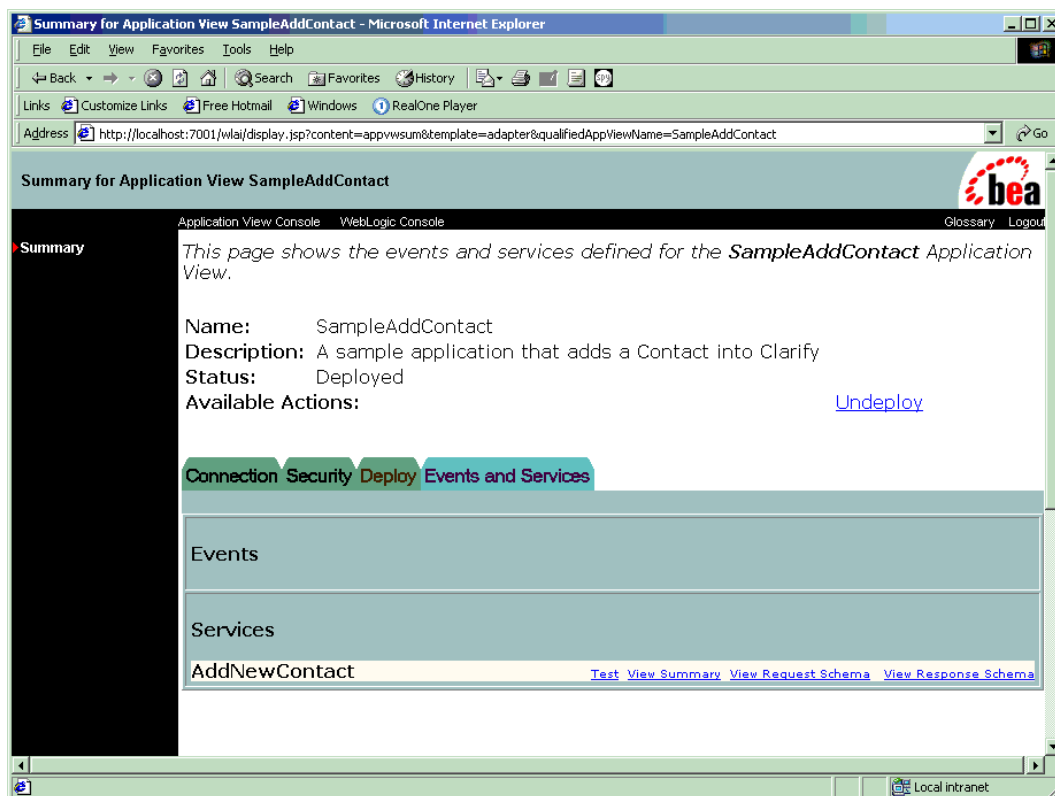 Summary for Application View SampleAddContact - Microsoft Internet Explorer
File Edit View Favorites Tools Help
Back Search Favorites History
Links Customize Links Free Hotmail Windows RealOne Player
Address http://localhost:7001/wlai/display.jsp?content=appvwsum&template=adapter&qualifiedAppViewName=SampleAddContact Go
Summary for Application View SampleAddContact
bea
Application View Console WebLogic Console Glossary Logout
Summary
This page shows the events and services defined for the SampleAddContact Application
View.
Name: SampleAddContact
Description: A sample application that adds a Contact into Clarify
Status: Deployed
Available Actions: Undeploy
Connection Security Deploy Events and Services
Events
Services
AddNewContact Test View Summary View Request Schema View Response Schema
Local intranet